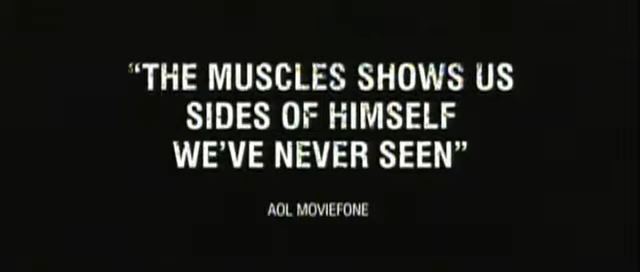 “THE MUSCLES SHOWS US
SIDES OF HIMSELF
WE’VE NEVER SEEN”
AOL MOVIEFONE